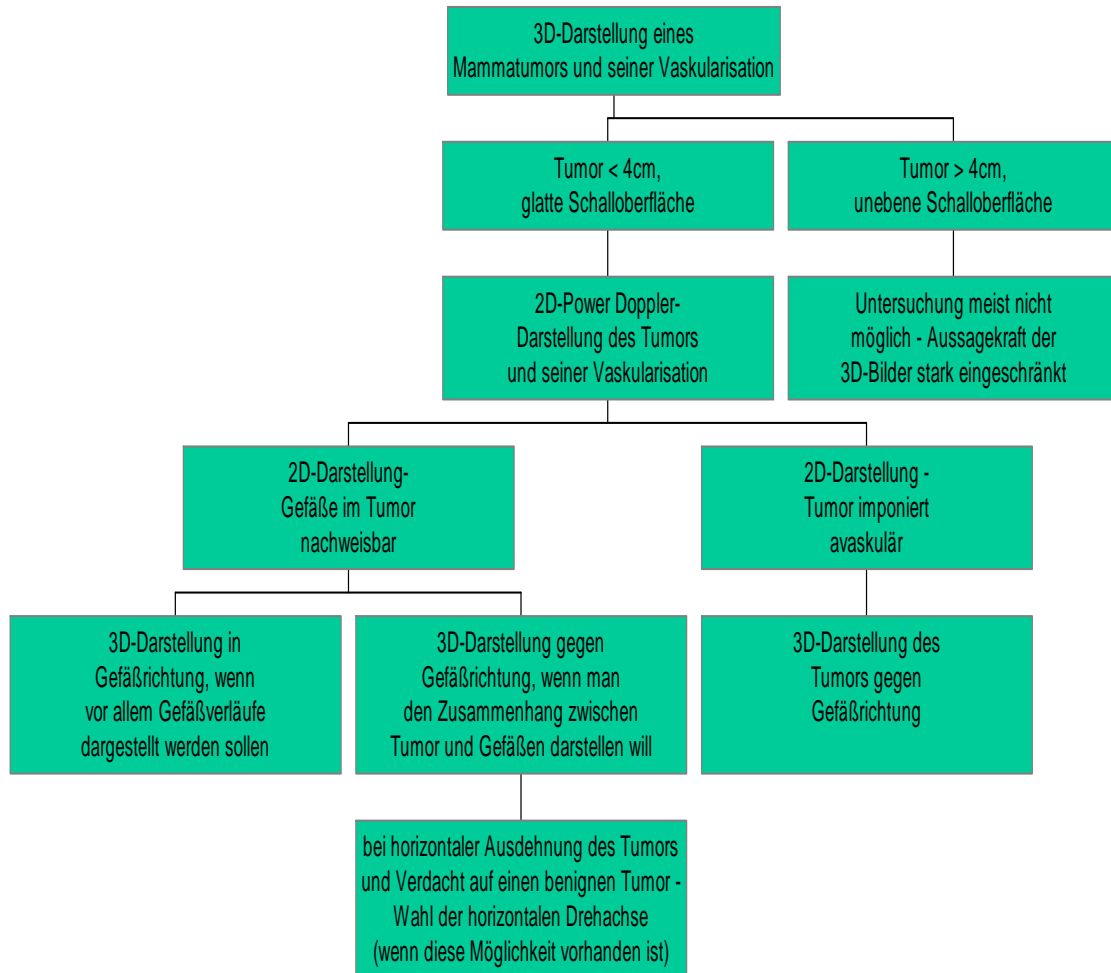 3D-Darstellung eines
Mammatumors und seiner Vaskularisation
Tumor < 4cm,
glatte Schalloberfläche
Tumor > 4cm,
unebene Schalloberfläche
2D-Power Doppler-
Darstellung des Tumors
und seiner Vaskularisation
Untersuchung meist nicht
möglich - Aussagekraft der
3D-Bilder stark eingeschränkt
2D-Darstellung-
Gefäße im Tumor
nachweisbar
2D-Darstellung -
Tumor imponiert
avaskulär
3D-Darstellung in
Gefäßrichtung, wenn
vor allem Gefäßverläufe
dargestellt werden sollen
3D-Darstellung gegen
Gefäßrichtung, wenn man
den Zusammenhang zwischen
Tumor und Gefäßen darstellen will
3D-Darstellung des
Tumors gegen
Gefäßrichtung
bei horizontaler Ausdehnung des Tumors
und Verdacht auf einen benignen Tumor -
Wahl der horizontalen Drehachse
(wenn diese Möglichkeit vorhanden ist)